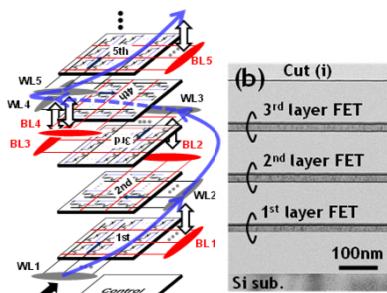 5th
WL5
BL5
4th
WL4
WL3
BL4
3rd
BL3
BL2
2nd
WL2
1st
BL1
WL1
Control
(b)
Cut (i)
3rd layer FET
2nd layer FET
1st layer FET
100nm
Si sub.